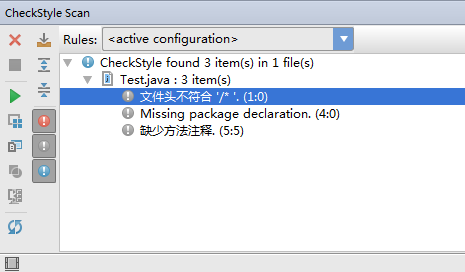 CheckStyle Scan
Rules: <active configuration>
CheckStyle found 3 item(s) in 1 file(s)
Test.java : 3 item(s)
文件头不符合 '/* '. (1:0)
Missing package declaration. (4:0)
缺少方法注释. (5:5)